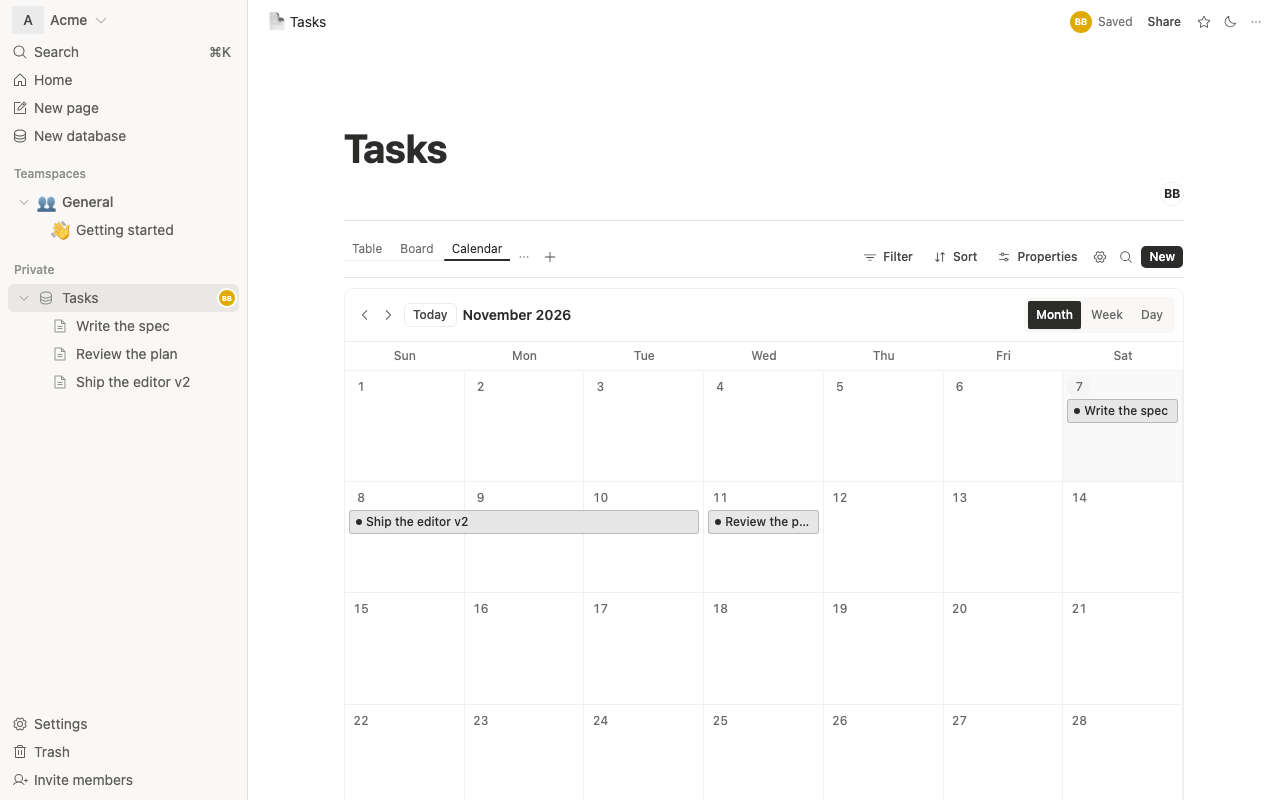 A Acme
Search ⌘K
Home
New page
New database
Teamspaces
General
Getting started
Private
Tasks BB
Write the spec
Review the plan
Ship the editor v2
Settings
Trash
Invite members
Tasks
BB Saved Share
Tasks
BB
Table Board Calendar
Filter Sort Properties New
Today November 2026
Month Week Day
Sun Mon Tue Wed Thu Fri Sat
1 2 3 4 5 6 7
Write the spec
8 9 10 11 12 13 14
Ship the editor v2 Review the p...
15 16 17 18 19 20 21
22 23 24 25 26 27 28